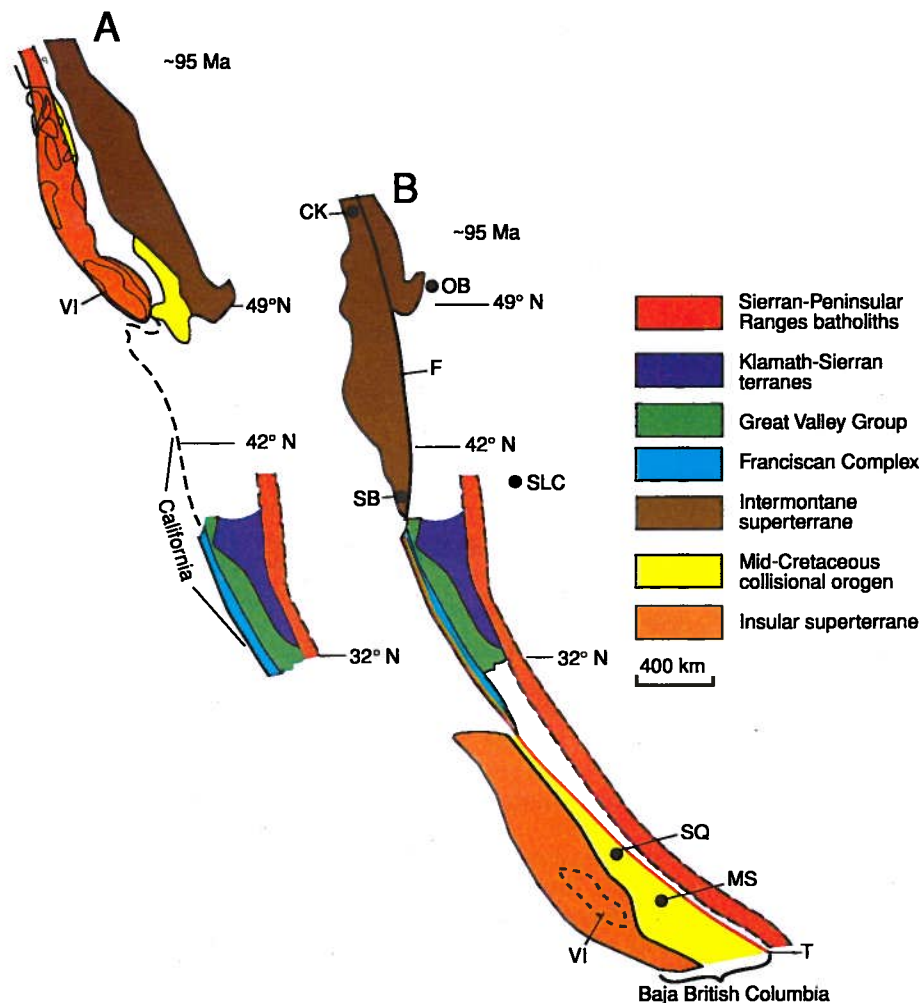 A
~95 Ma
VI
49°N
42° N
California
32° N
B
CK
~95 Ma
OB
49° N
F
42° N
SB
SLC
32° N
SQ
MS
VI
T
Baja British Columbia
Sierran-Peninsular
Ranges batholiths
Klamath-Sierran
terranes
Great Valley Group
Franciscan Complex
Intermontane
superterrane
Mid-Cretaceous
collisional orogen
Insular superterrane
400 km